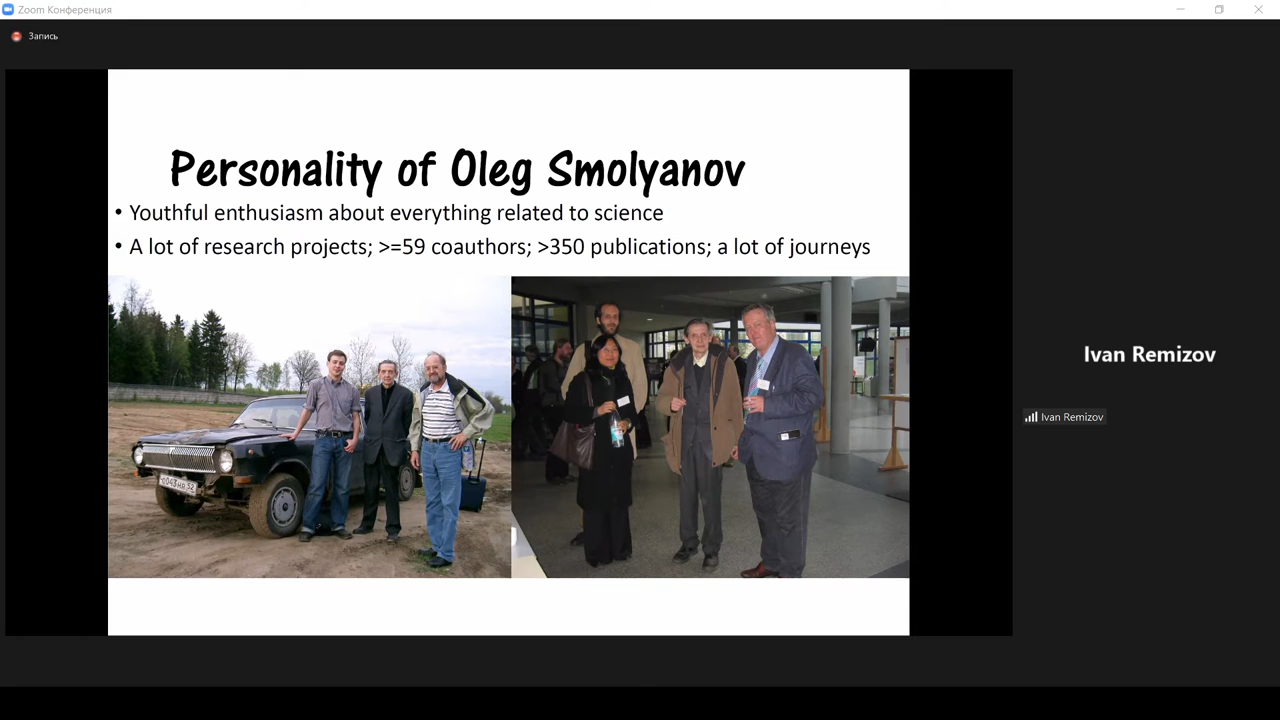 Zoom Конференция
Запись
Personality of Oleg Smolyanov
• Youthful enthusiasm about everything related to science
• A lot of research projects; >=59 coauthors; >350 publications; a lot of journeys
Ivan Remizov
Ivan Remizov